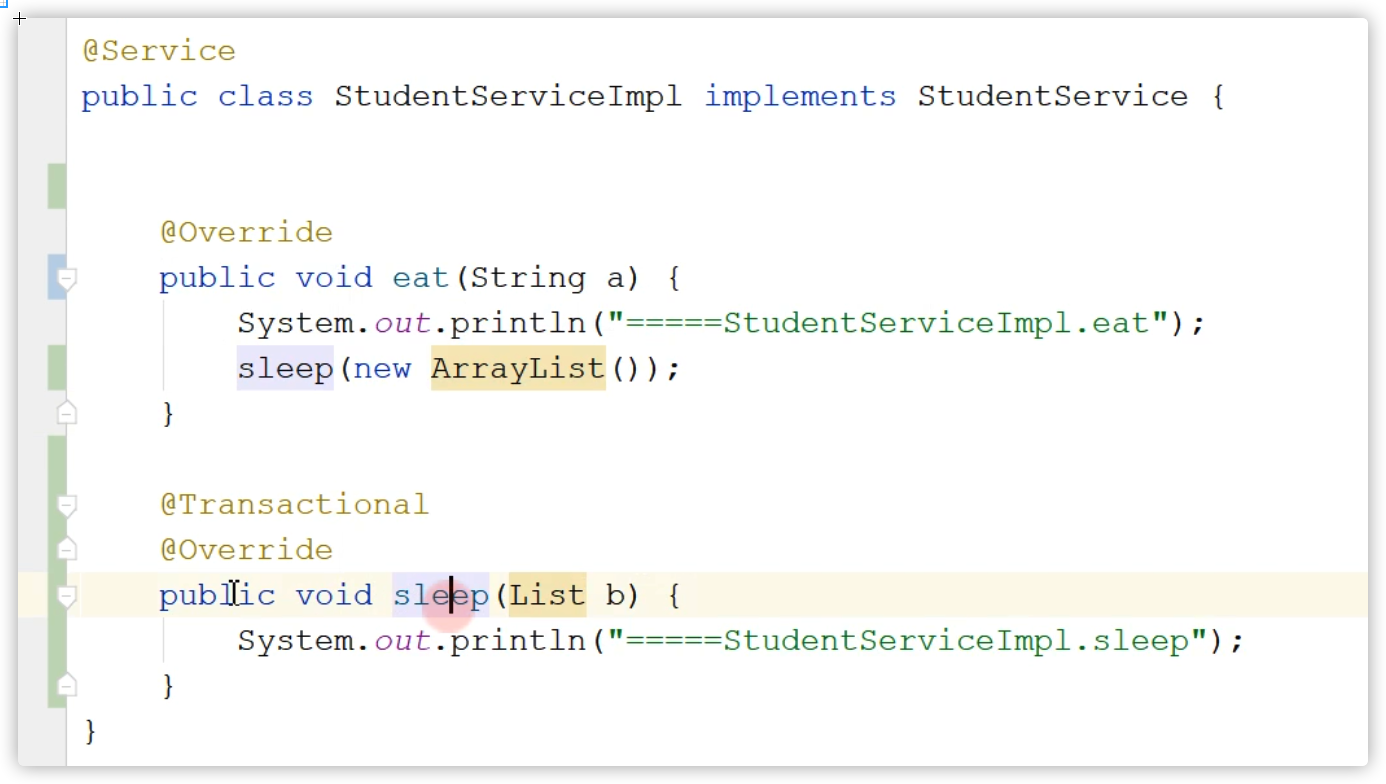 @Service
public class StudentServiceImpl implements StudentService {
@Override
public void eat(String a) {
System.out.println("=====StudentServiceImpl.eat");
sleep(new ArrayList());
}
@Transactional
@Override
public void sleep(List b) {
System.out.println("=====StudentServiceImpl.sleep");
}
}